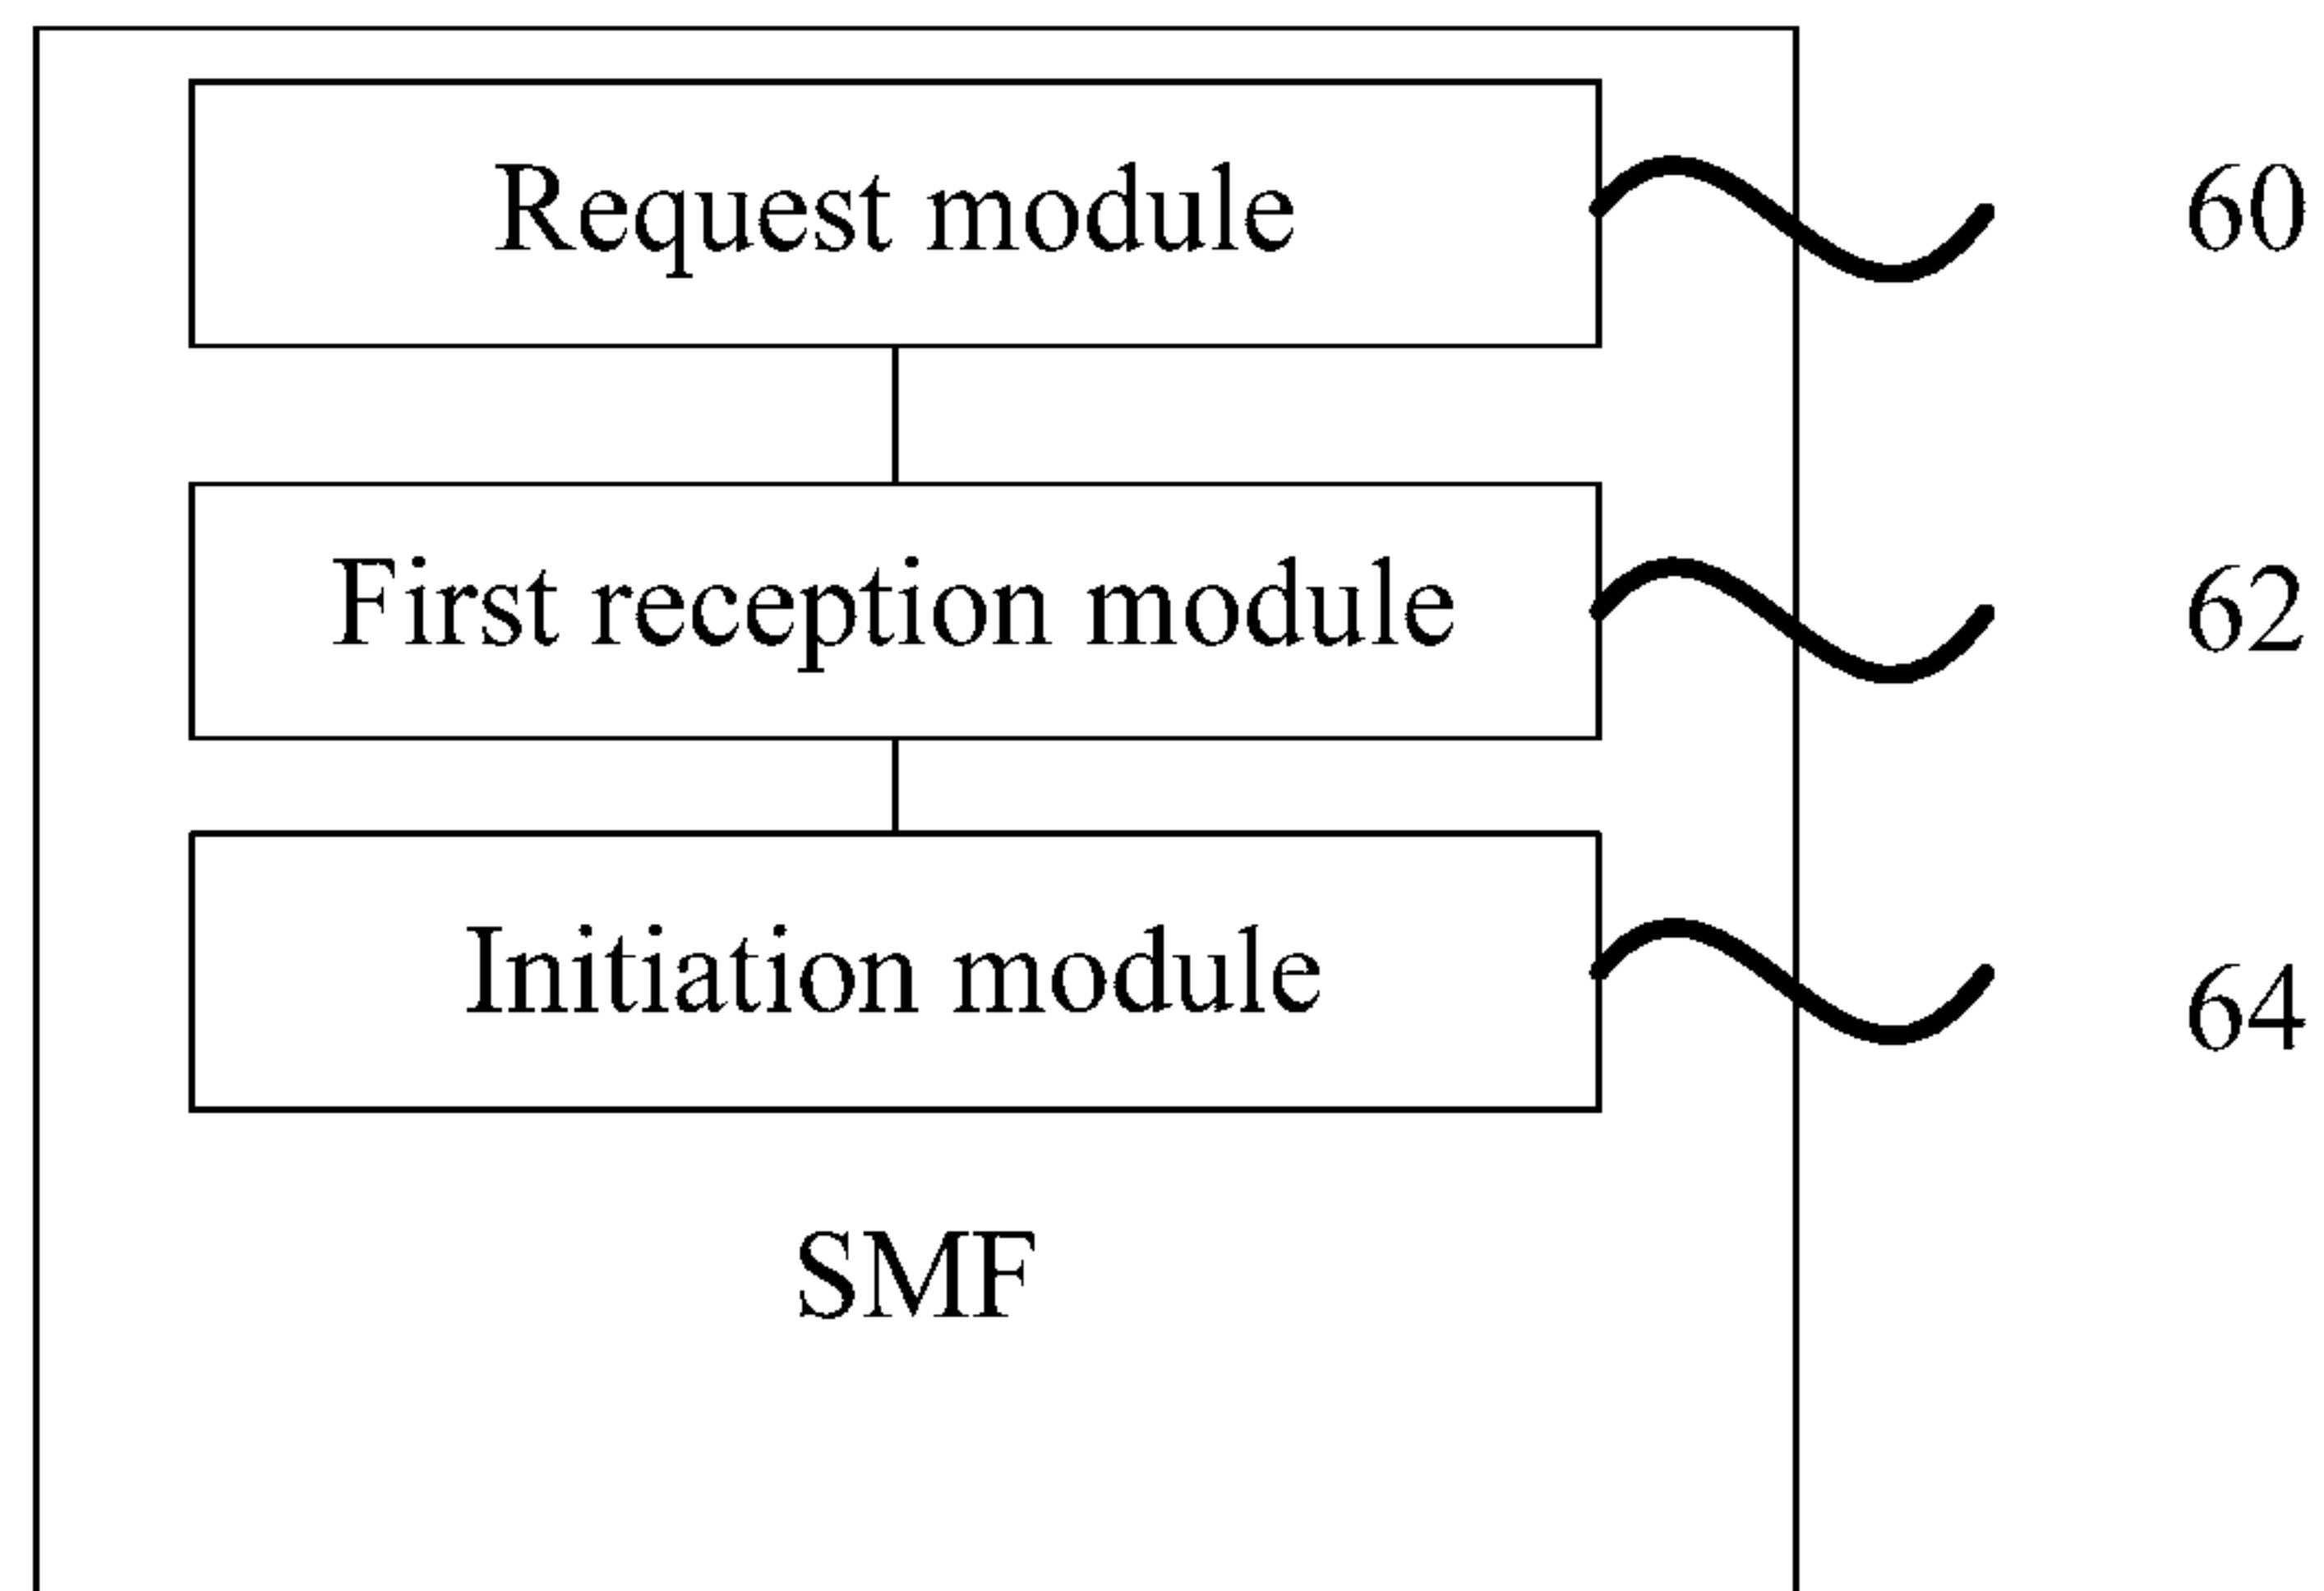 Request module 60
First reception module 62
Initiation module 64
SMF